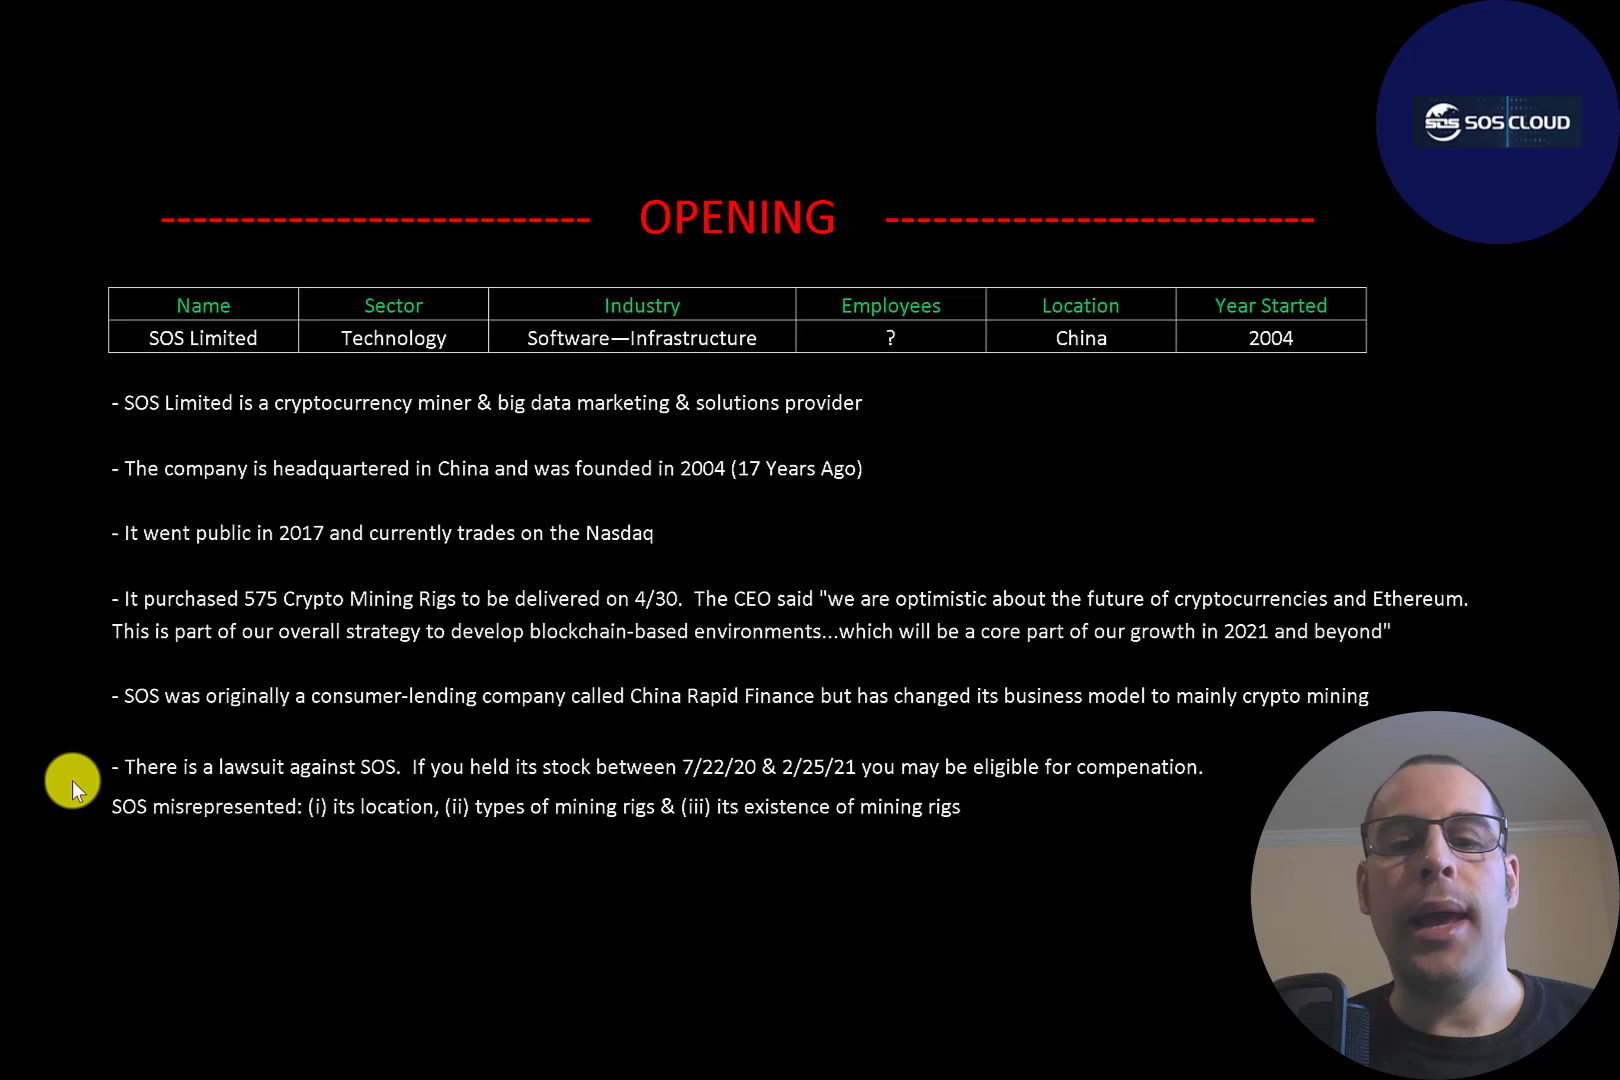 SOS SOS CLOUD
--------------------------- OPENING ---------------------------
Name Sector Industry Employees Location Year Started
SOS Limited Technology Software—Infrastructure ? China 2004
- SOS Limited is a cryptocurrency miner & big data marketing & solutions provider
- The company is headquartered in China and was founded in 2004 (17 Years Ago)
- It went public in 2017 and currently trades on the Nasdaq
- It purchased 575 Crypto Mining Rigs to be delivered on 4/30.  The CEO said "we are optimistic about the future of cryptocurrencies and Ethereum.
This is part of our overall strategy to develop blockchain-based environments...which will be a core part of our growth in 2021 and beyond"
- SOS was originally a consumer-lending company called China Rapid Finance but has changed its business model to mainly crypto mining
- There is a lawsuit against SOS.  If you held its stock between 7/22/20 & 2/25/21 you may be eligible for compenation.
SOS misrepresented: (i) its location, (ii) types of mining rigs & (iii) its existence of mining rigs